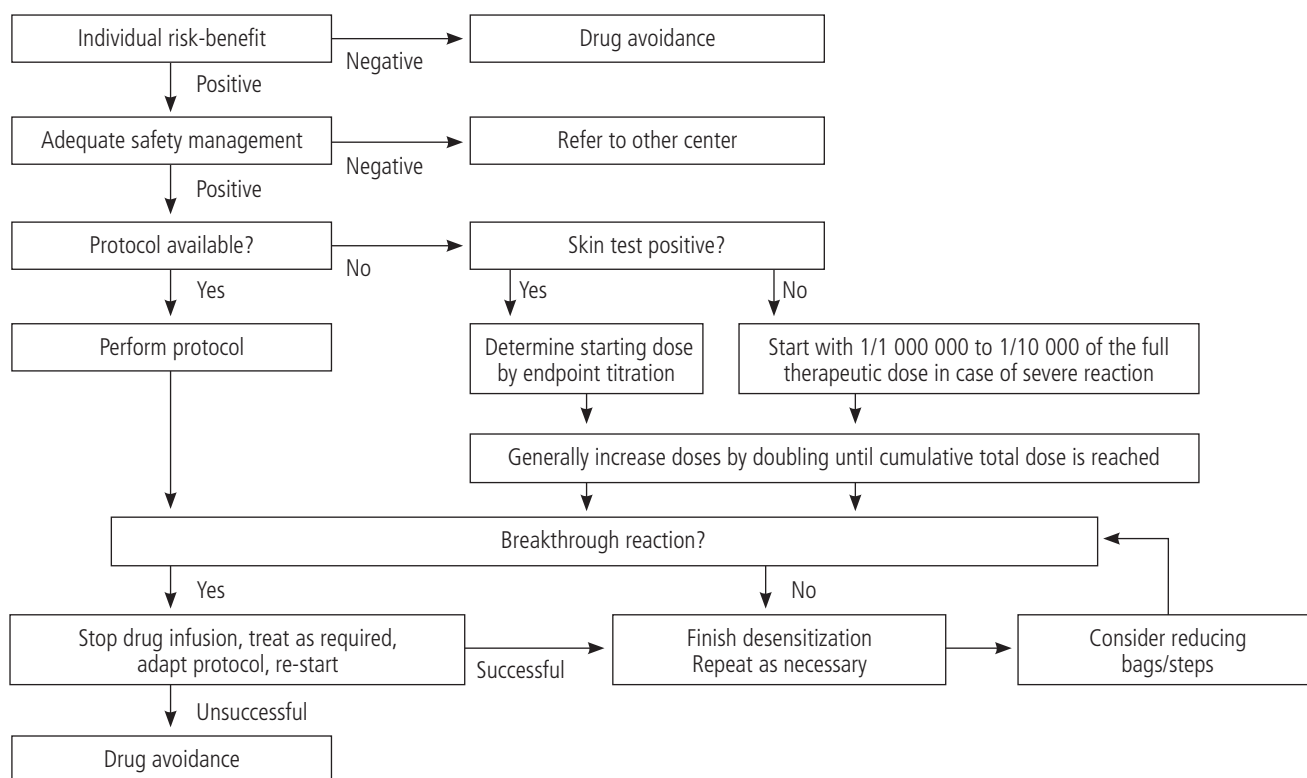 Individual risk-benefit
Drug avoidance
Negative
Positive
Adequate safety management
Refer to other center
Negative
Positive
Protocol available?
Skin test positive?
No
Yes
Yes
No
Perform protocol
Determine starting dose
by endpoint titration
Start with 1/1 000 000 to 1/10 000 of the full
therapeutic dose in case of severe reaction
Generally increase doses by doubling until cumulative total dose is reached
Breakthrough reaction?
Yes
No
Stop drug infusion, treat as required,
adapt protocol, re-start
Successful
Finish desensitization
Repeat as necessary
Consider reducing
bags/steps
Unsuccessful
Drug avoidance